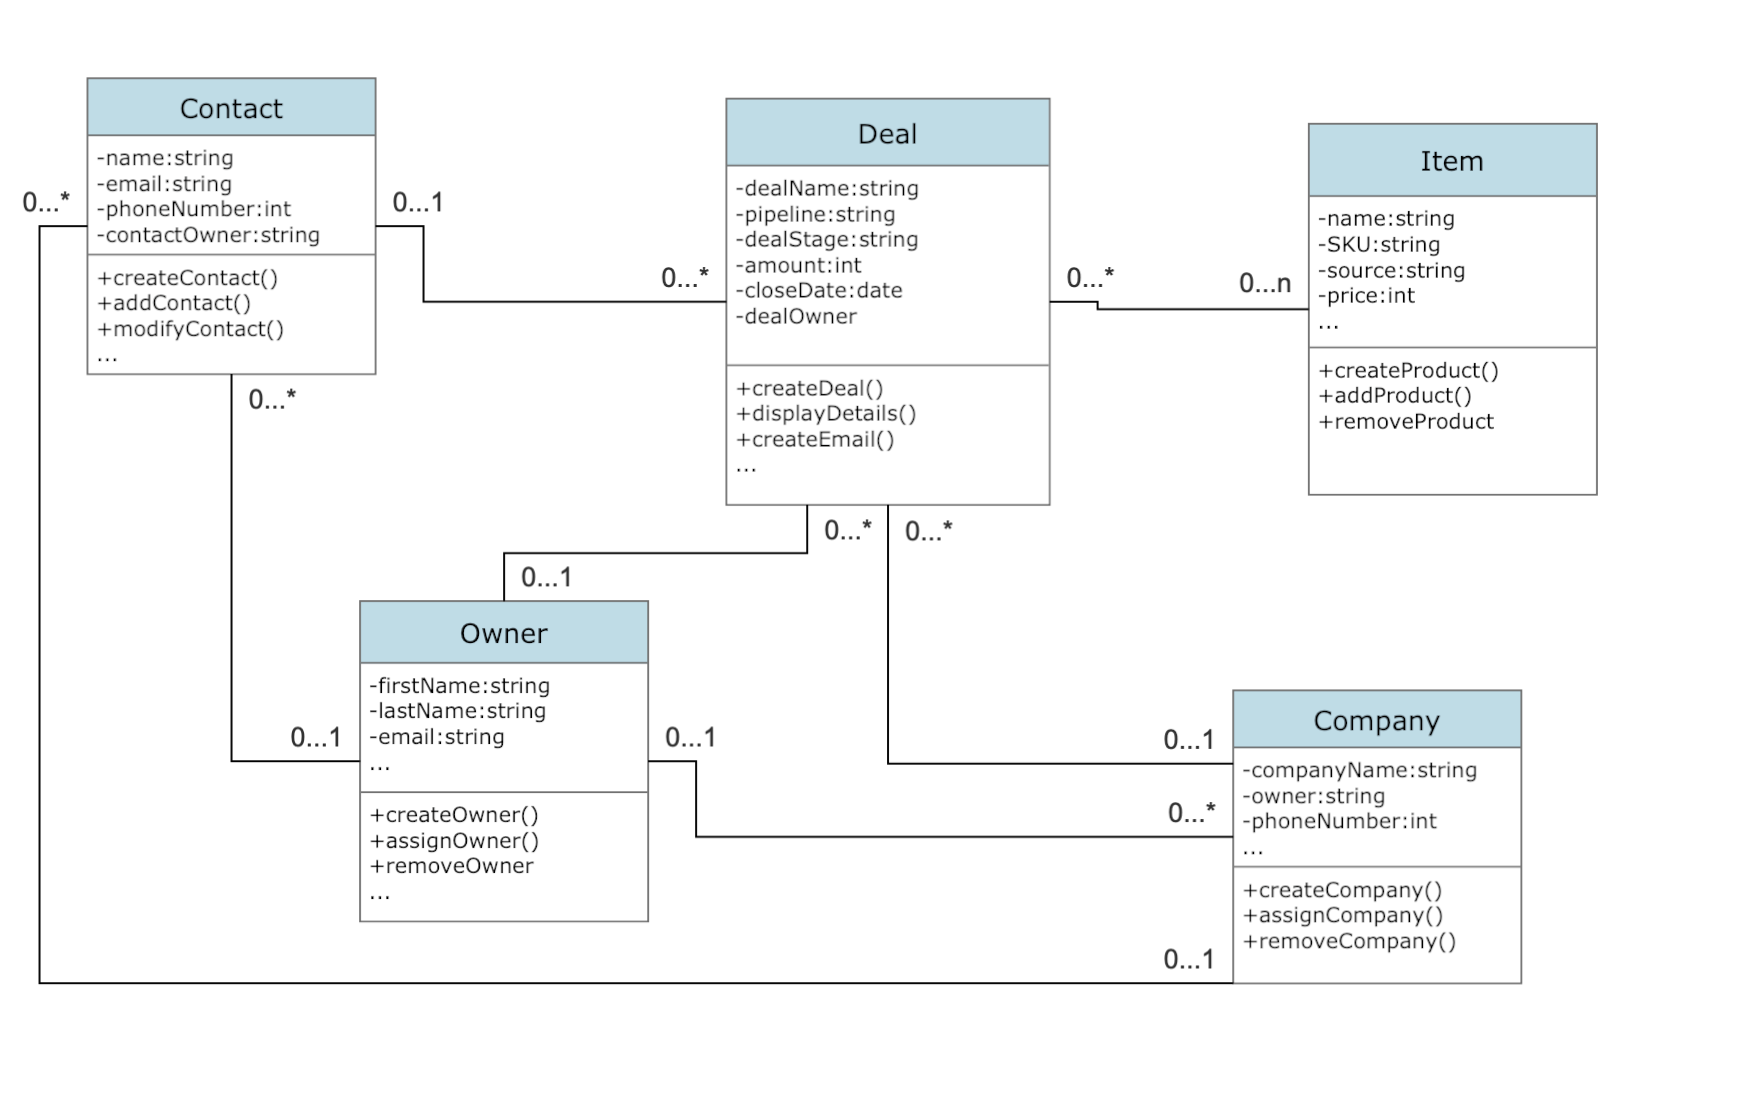 Contact
-name:string
-email:string
-phoneNumber:int
-contactOwner:string
+createContact()
+addContact()
+modifyContact()
...
0...*
0...1
0...*
Deal
-dealName:string
-pipeline:string
-dealStage:string
-amount:int
-closeDate:date
-dealOwner
+createDeal()
+displayDetails()
+createEmail()
...
0...*
0...*
0...*
0...*
Item
-name:string
-SKU:string
-source:string
-price:int
...
+createProduct()
+addProduct()
+removeProduct
0...n
Owner
-firstName:string
-lastName:string
-email:string
...
+createOwner()
+assignOwner()
+removeOwner
...
0...1
0...1
0...1
Company
-companyName:string
-owner:string
-phoneNumber:int
...
+createCompany()
+assignCompany()
+removeCompany()
0...1
0...*
0...1